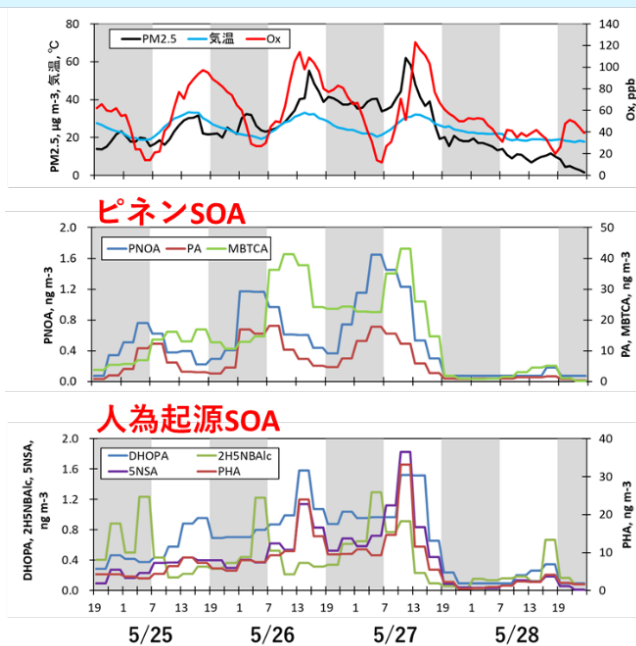 80
60
40
20
0
PM2.5, μg m-3, 気温, ℃
PM2.5 気温 Ox
140
120
100
80
60
40
20
0
Ox, ppb
ピネンSOA
2.0
1.6
1.2
0.8
0.4
0.0
PNOA, ng m-3
PNOA PA MBTCA
50
40
30
20
10
0
PA, MBTCA, ng m-3
人為起源SOA
2.0
1.6
1.2
0.8
0.4
0.0
DHOPA, 2H5NBAlc, 5NSA,
ng m-3
DHOPA 2H5NBAlc
5NSA PHA
40
30
20
10
0
PHA, ng m-3
19 1 7 13 19 1 7 13 19 1 7 13 19 1 7 13 19
5/25 5/26 5/27 5/28